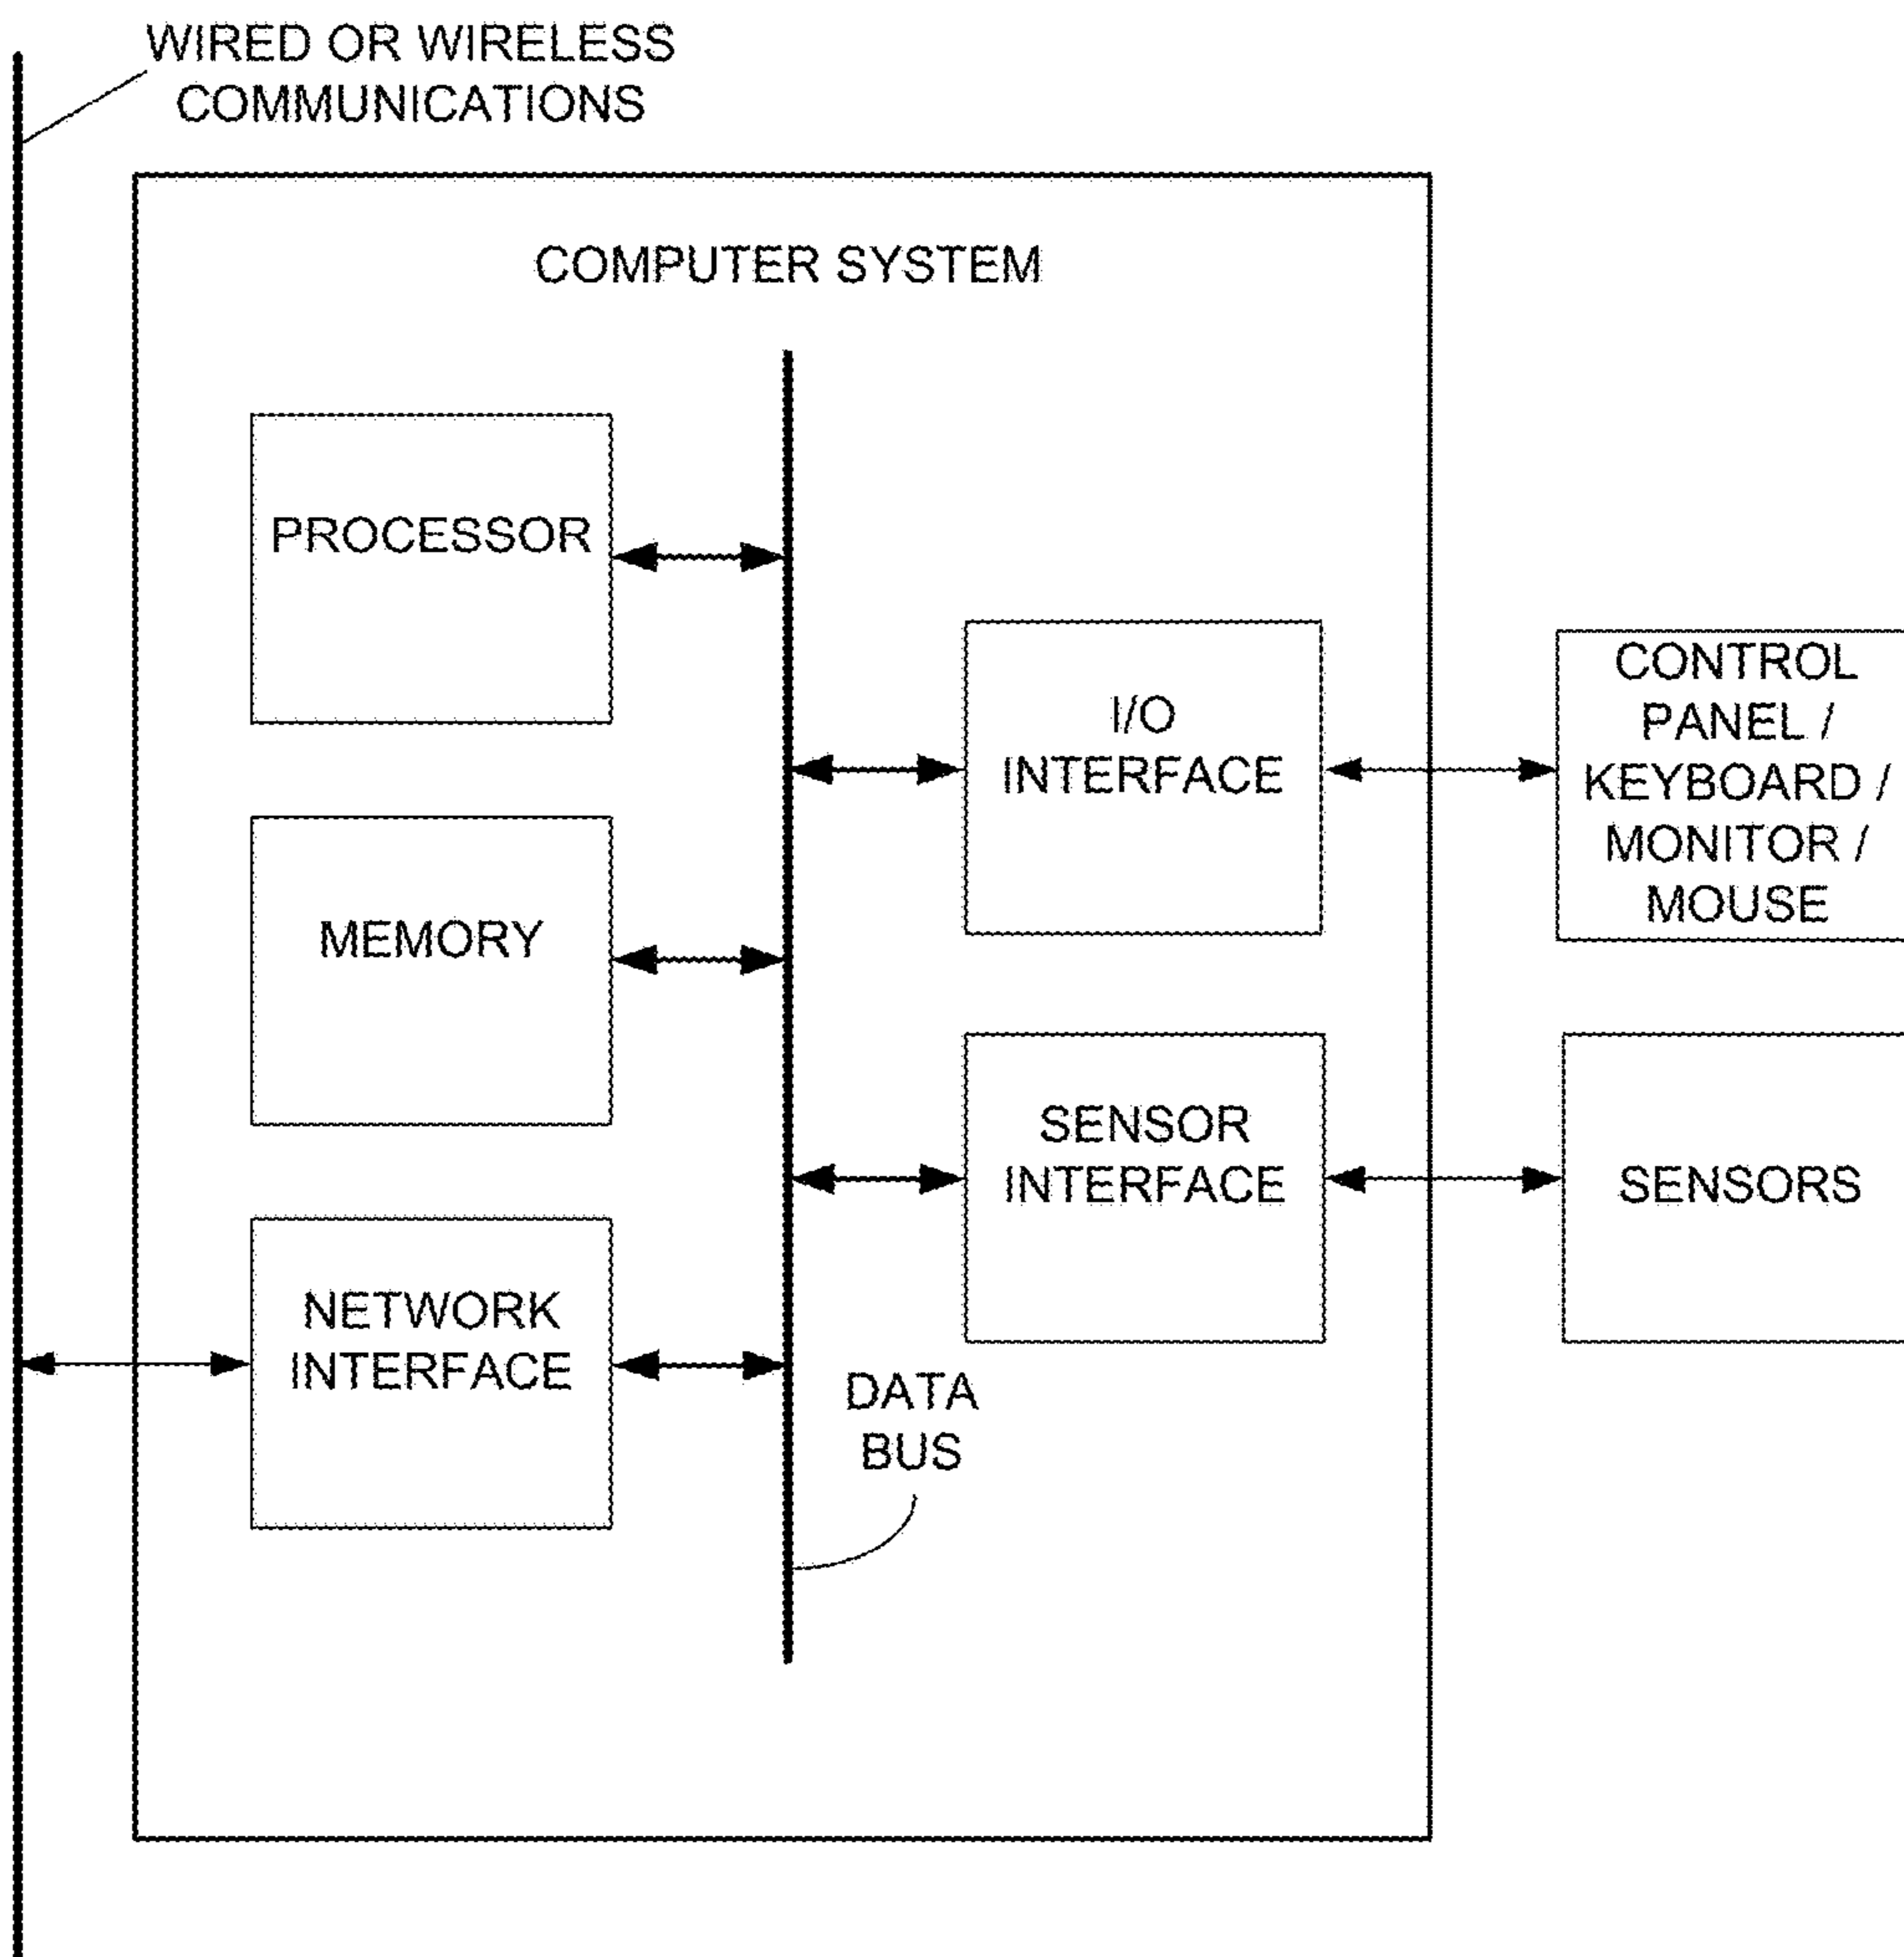 WIRED OR WIRELESS
COMMUNICATIONS
COMPUTER SYSTEM
PROCESSOR
I/O
INTERFACE
CONTROL
PANEL /
KEYBOARD /
MONITOR /
MOUSE
MEMORY
SENSOR
INTERFACE
SENSORS
NETWORK
INTERFACE
DATA
BUS